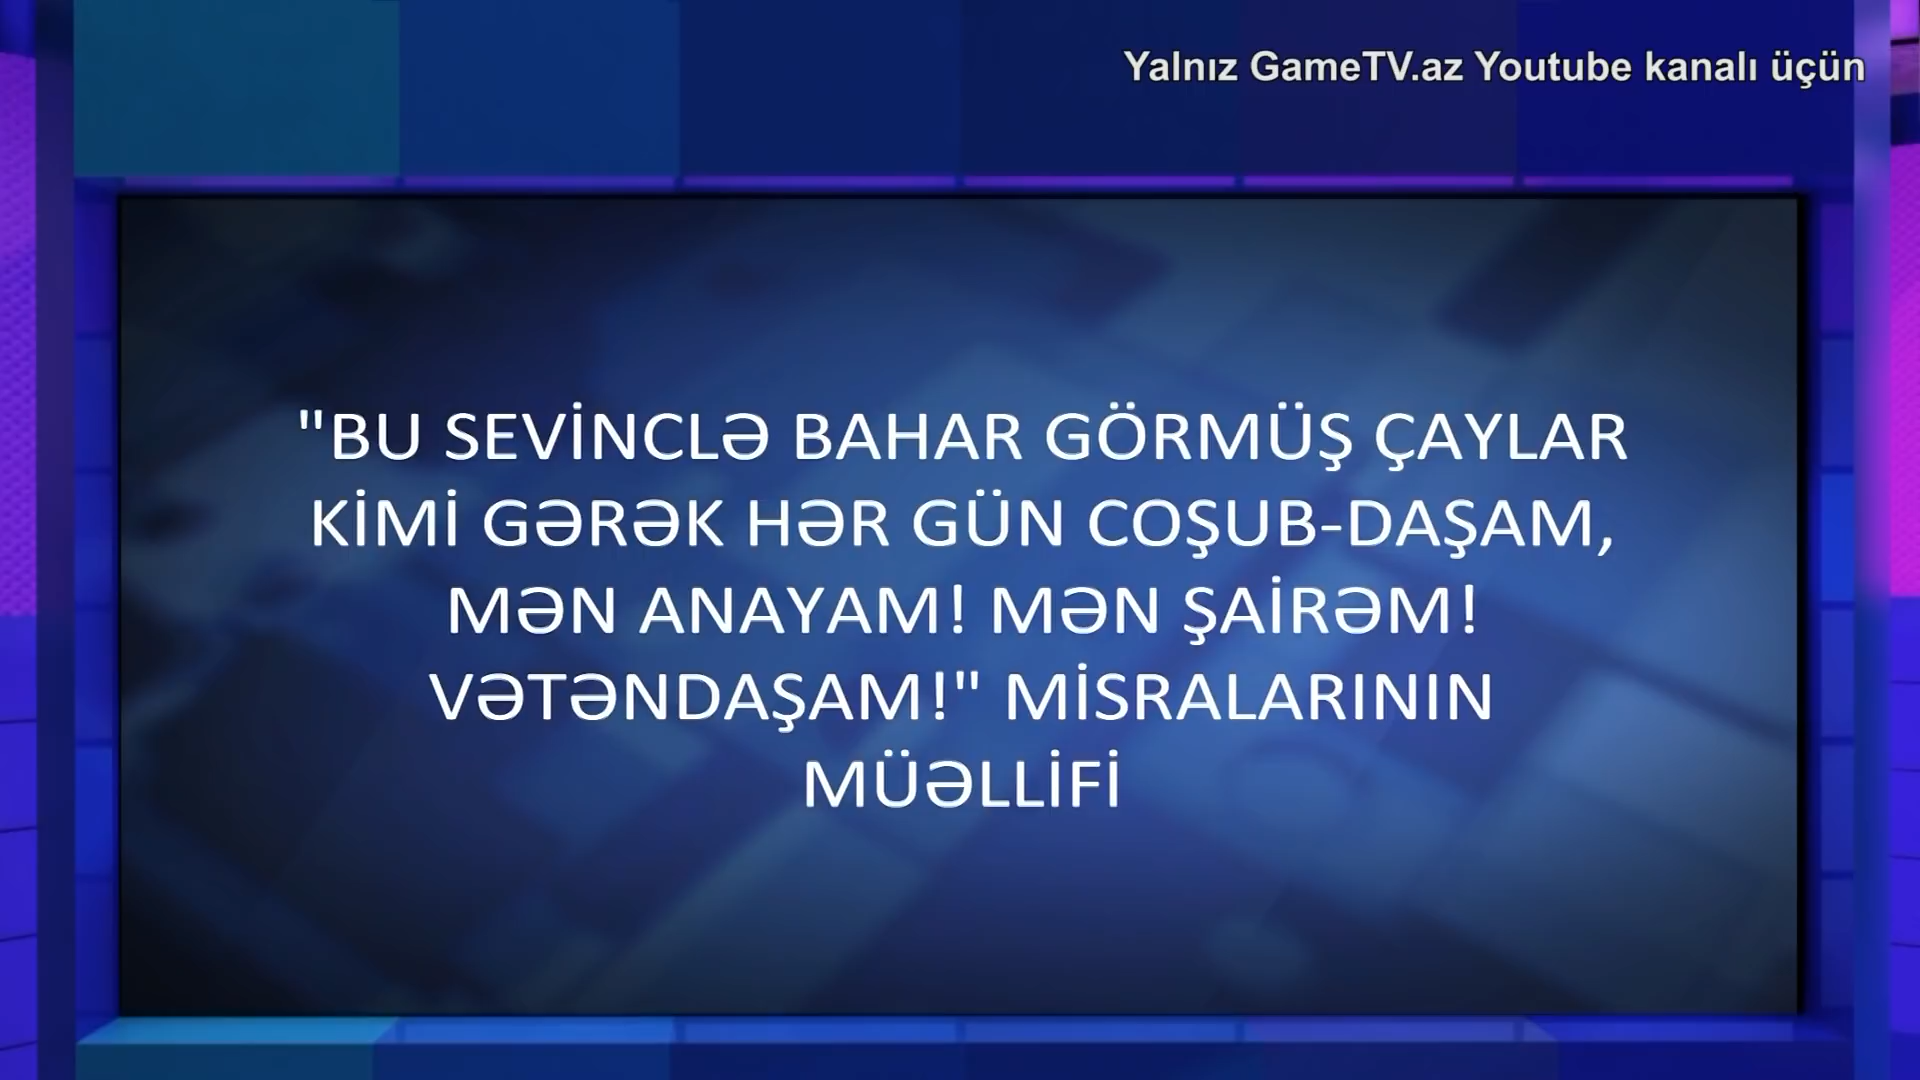 Yalnız GameTV.az Youtube kanalı üçün
"BU SEVİNCLƏ BAHAR GÖRMÜŞ ÇAYLAR
KİMİ GƏRƏK HƏR GÜN COŞUB-DAŞAM,
MƏN ANAYAM! MƏN ŞAİRƏM!
VƏTƏNDAŞAM!" MİSRALARININ
MÜƏLLİFİ